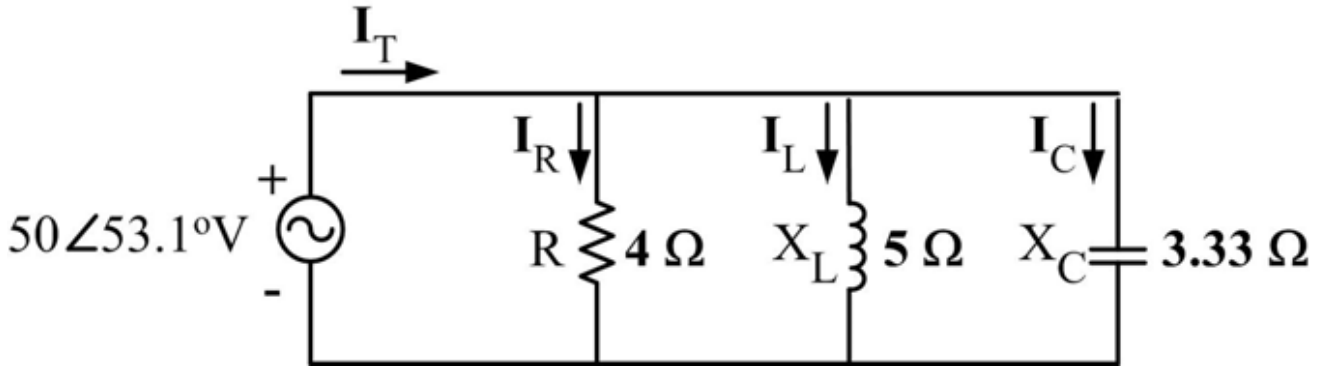 I_T
I_R
I_L
I_C
+
50∠53.1°V
-
R
4 Ω
X_L
5 Ω
X_C
3.33 Ω